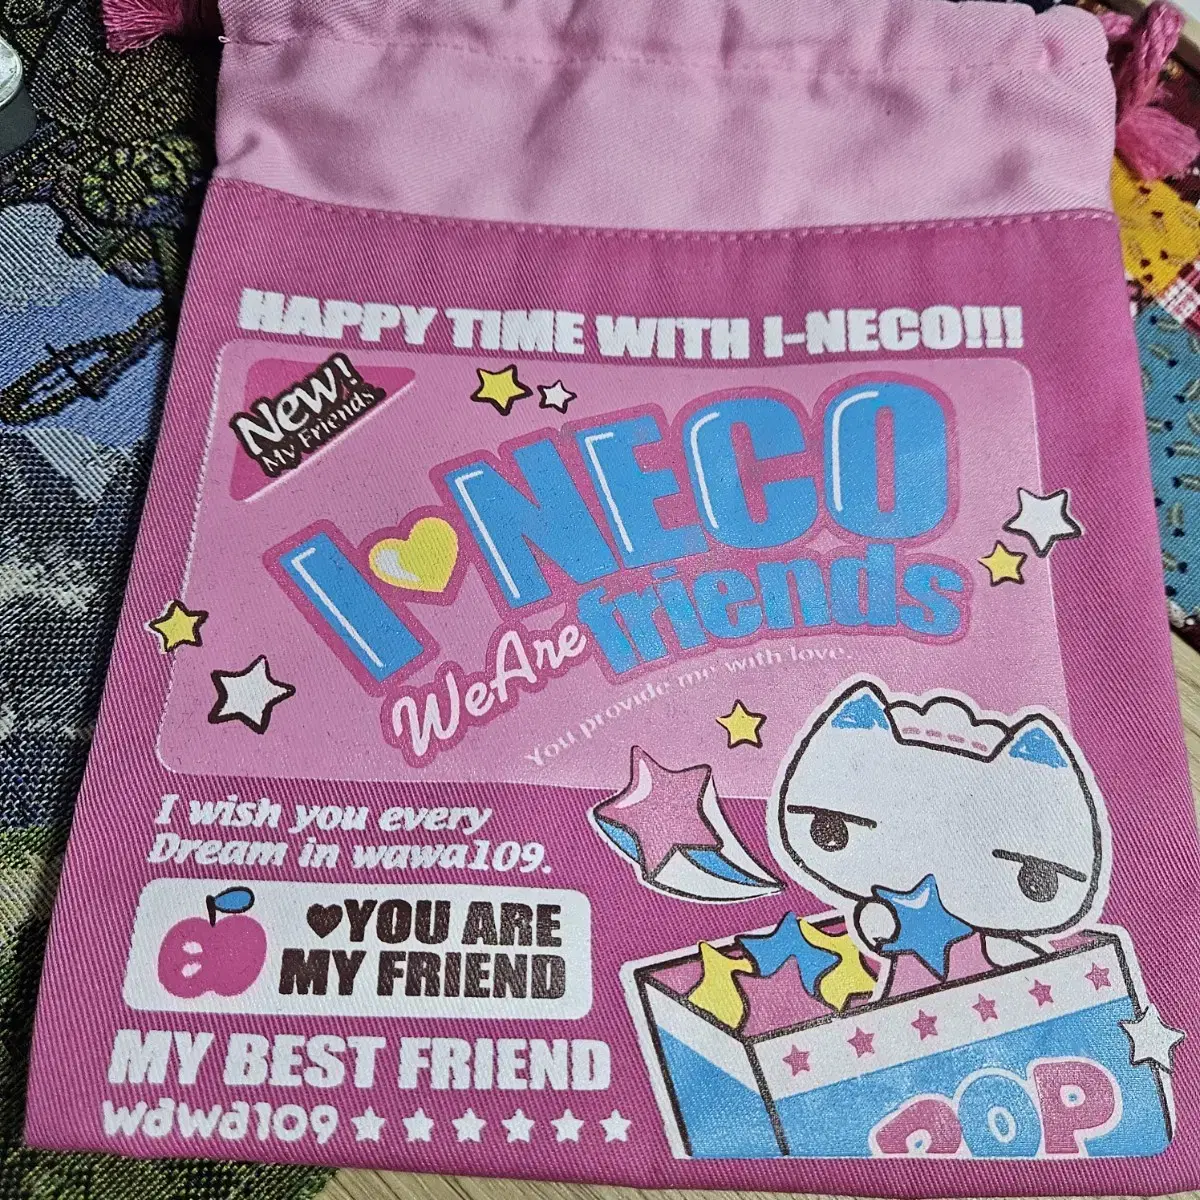 HAPPY TIME WITH I-NECO!!!
New!
My Friends
I NECO
We Are friends
You provide me with love.
I wish you every
Dream in wawa109.
YOU ARE
MY FRIEND
MY BEST FRIEND
wawa109
POP